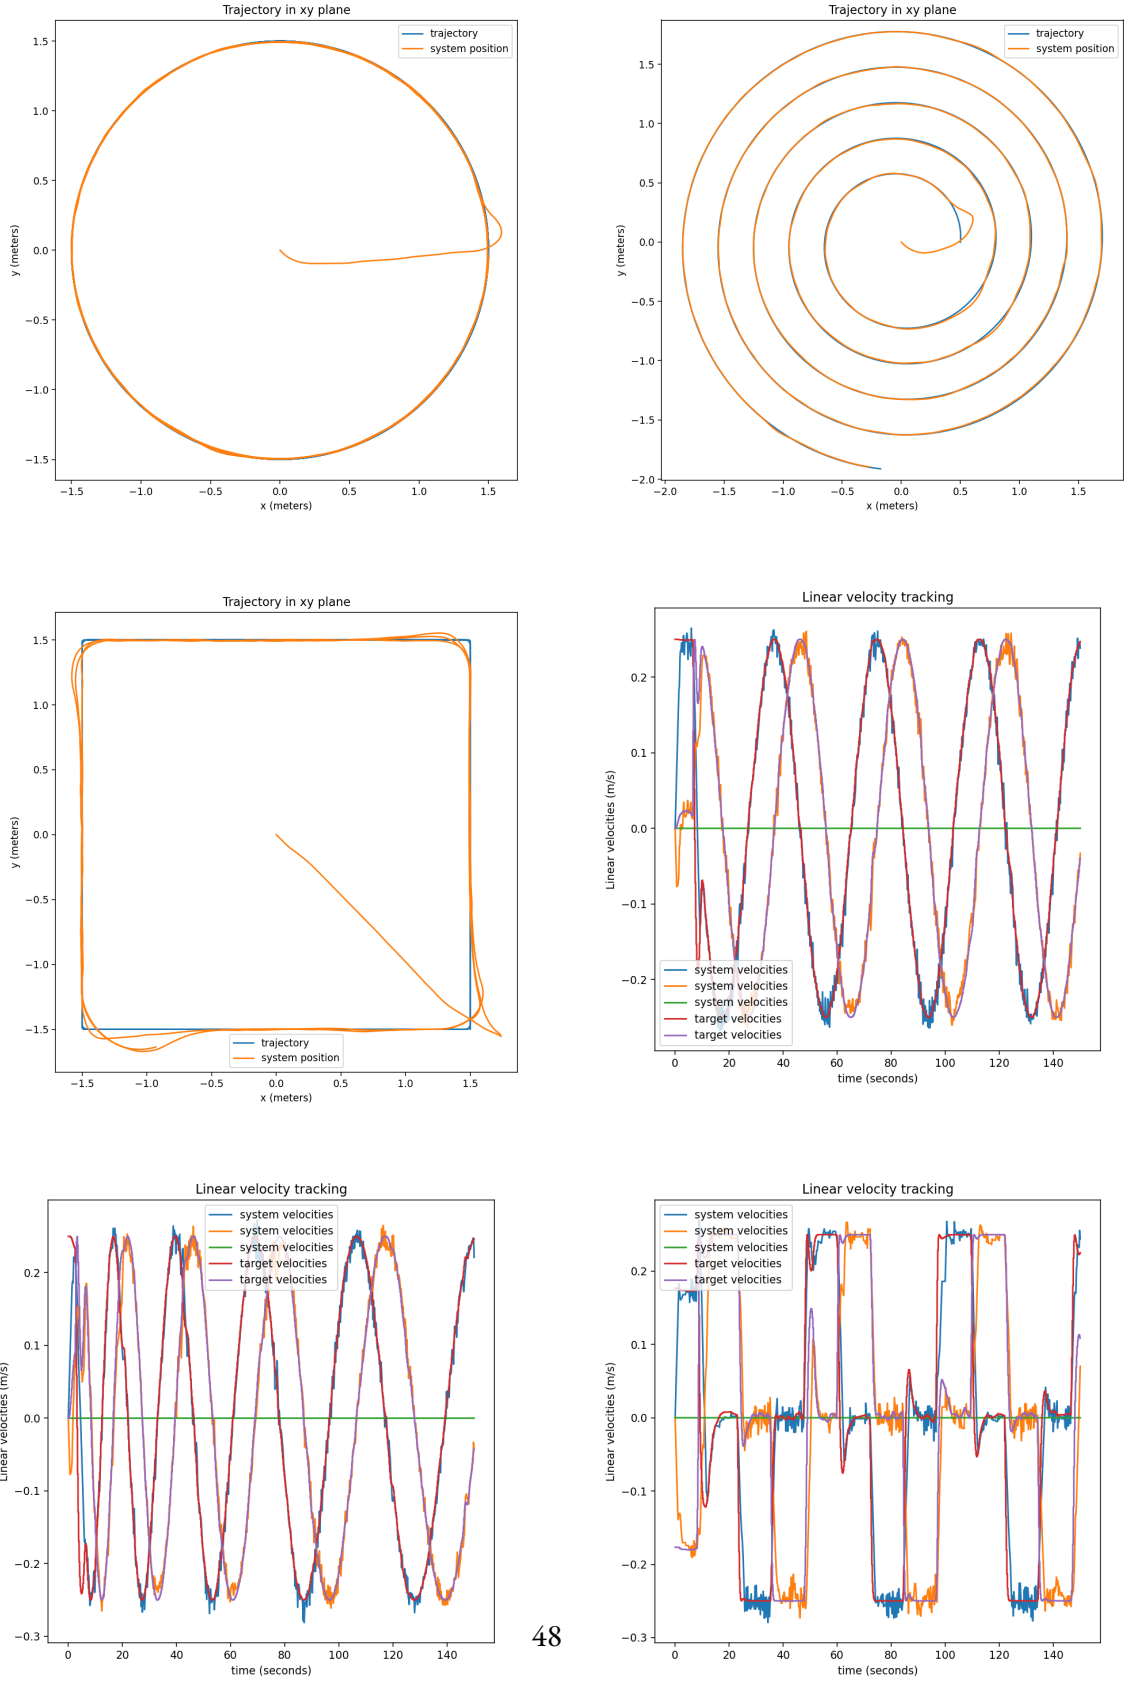 Trajectory in xy plane
trajectory
system position
y (meters)
1.5
1.0
0.5
0.0
−0.5
−1.0
−1.5
−1.5 −1.0 −0.5 0.0 0.5 1.0 1.5
x (meters)
Trajectory in xy plane
trajectory
system position
y (meters)
1.5
1.0
0.5
0.0
−0.5
−1.0
−1.5
−2.0
−2.0 −1.5 −1.0 −0.5 0.0 0.5 1.0 1.5
x (meters)
Trajectory in xy plane
y (meters)
1.5
1.0
0.5
0.0
−0.5
−1.0
−1.5
trajectory
system position
−1.5 −1.0 −0.5 0.0 0.5 1.0 1.5
x (meters)
Linear velocity tracking
Linear velocities (m/s)
0.2
0.1
0.0
−0.1
−0.2
system velocities
system velocities
system velocities
target velocities
target velocities
0 20 40 60 80 100 120 140
time (seconds)
Linear velocity tracking
system velocities
system velocities
system velocities
target velocities
target velocities
Linear velocities (m/s)
0.2
0.1
0.0
−0.1
−0.2
−0.3
0 20 40 60 80 100 120 140
time (seconds)
Linear velocity tracking
system velocities
system velocities
system velocities
target velocities
target velocities
Linear velocities (m/s)
0.2
0.1
0.0
−0.1
−0.2
−0.3
0 20 40 60 80 100 120 140
time (seconds)
48